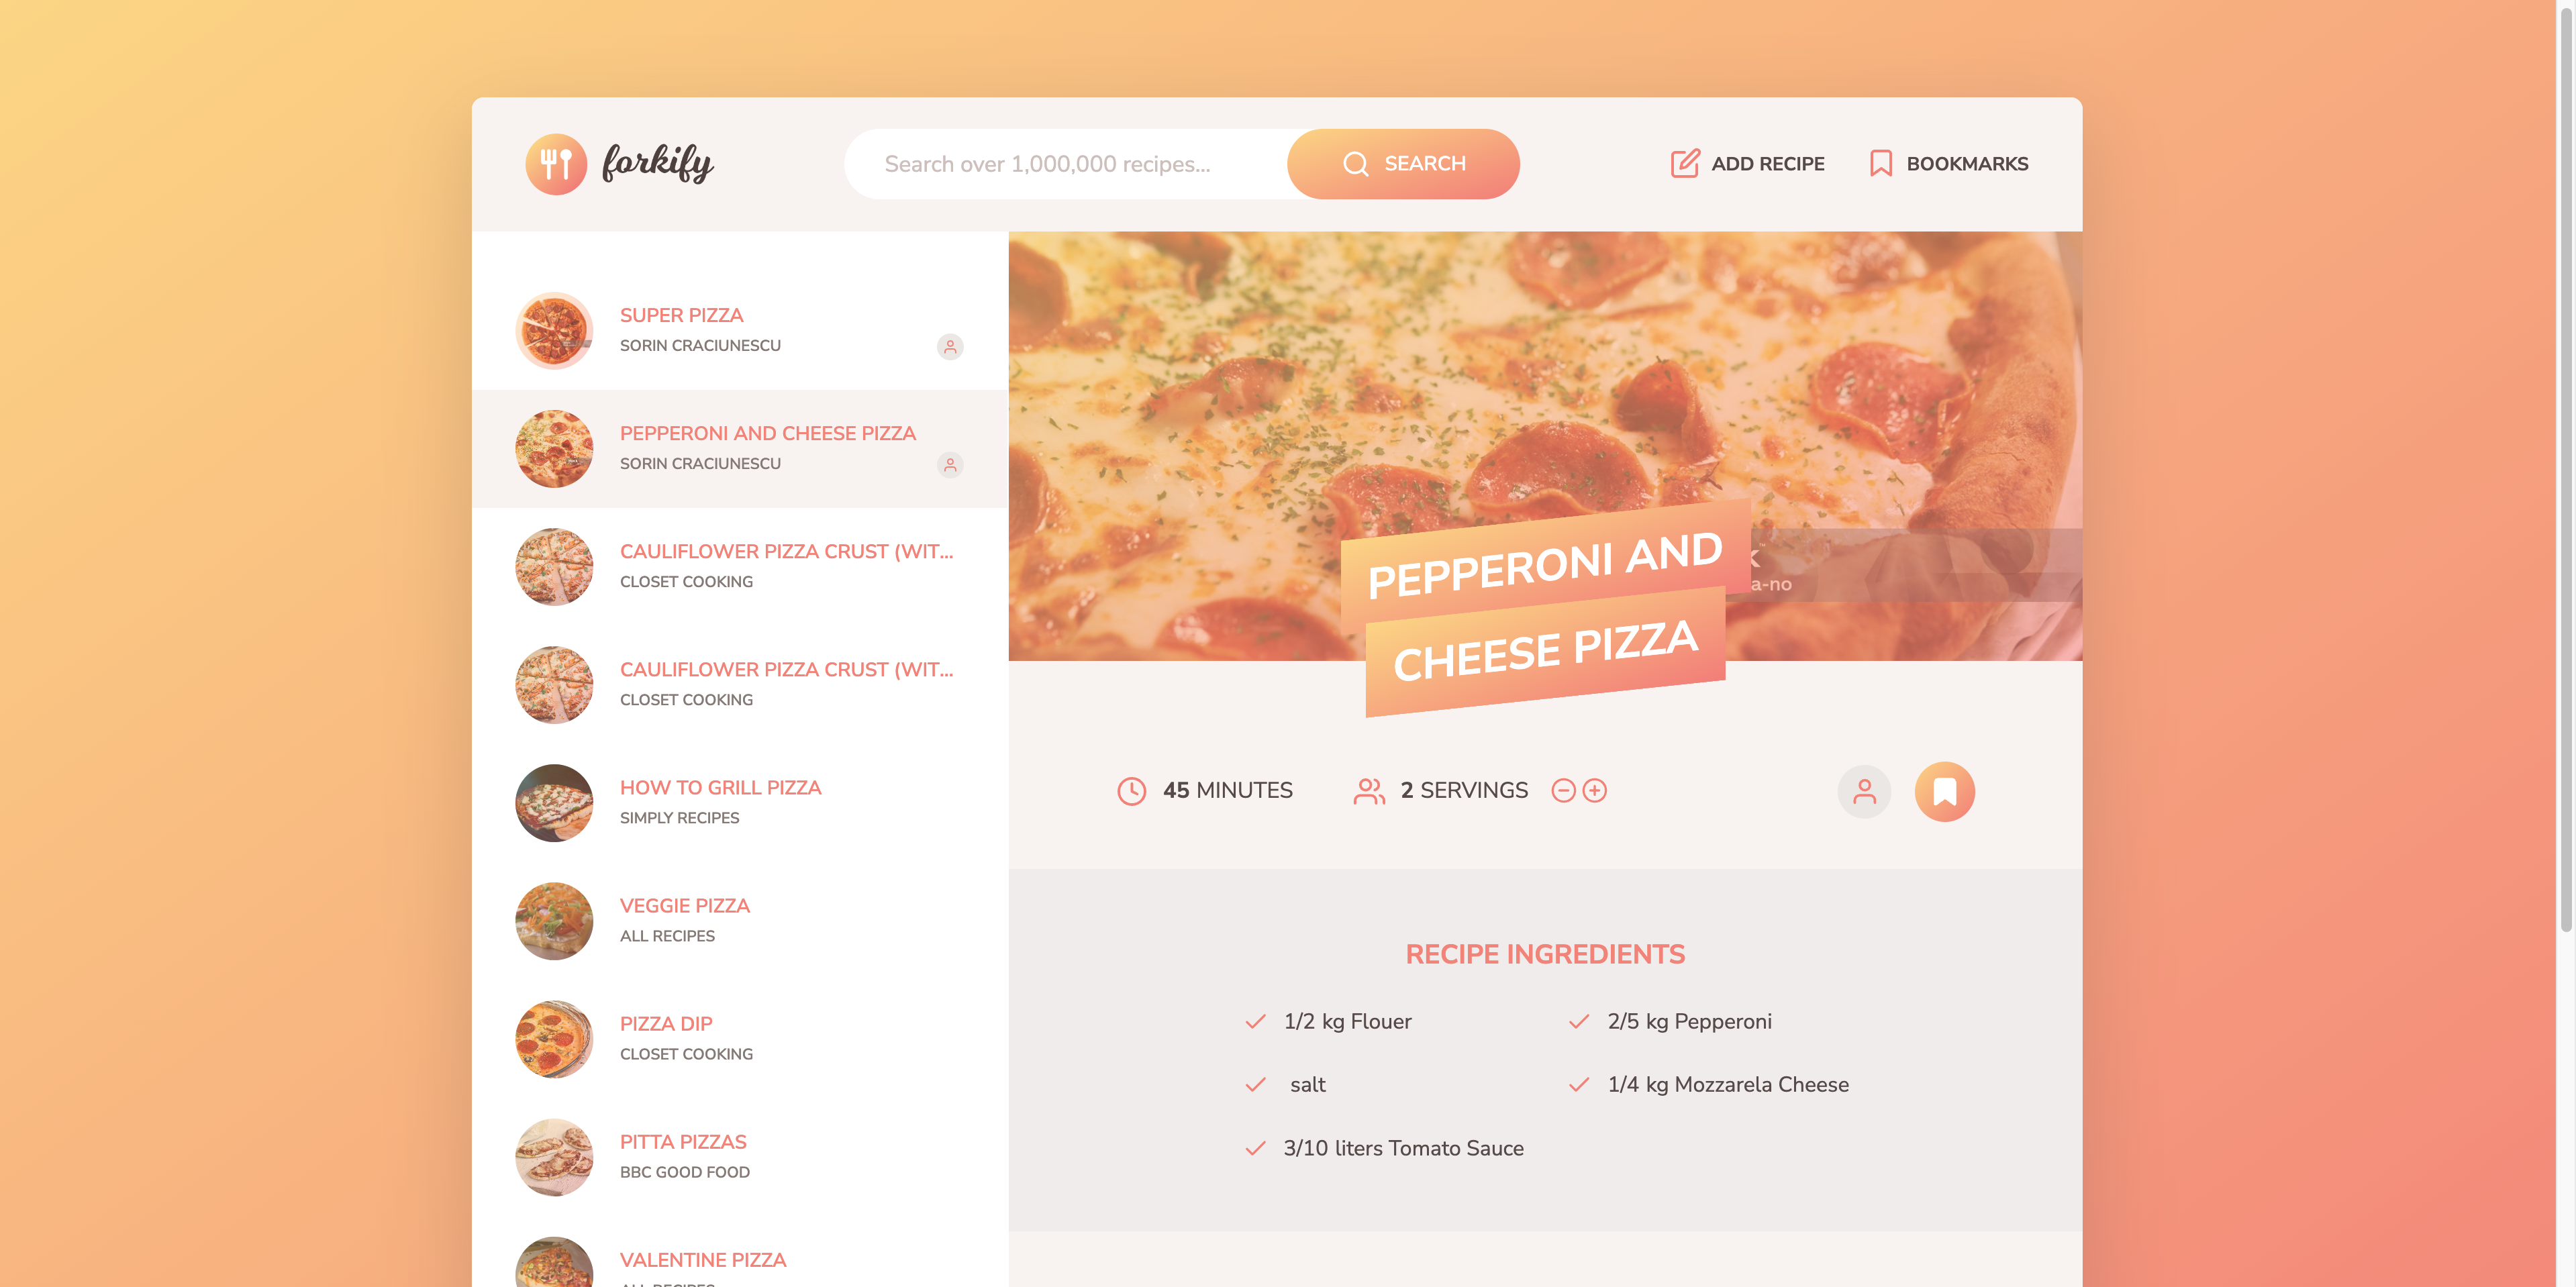 forkify
Search over 1,000,000 recipes...
SEARCH
ADD RECIPE
BOOKMARKS
SUPER PIZZA
SORIN CRACIUNESCU
PEPPERONI AND CHEESE PIZZA
SORIN CRACIUNESCU
CAULIFLOWER PIZZA CRUST (WIT...
CLOSET COOKING
CAULIFLOWER PIZZA CRUST (WIT...
CLOSET COOKING
HOW TO GRILL PIZZA
SIMPLY RECIPES
VEGGIE PIZZA
ALL RECIPES
PIZZA DIP
CLOSET COOKING
PITTA PIZZAS
BBC GOOD FOOD
VALENTINE PIZZA
PEPPERONI AND
CHEESE PIZZA
a-no
45 MINUTES
2 SERVINGS
RECIPE INGREDIENTS
1/2 kg Flouer
2/5 kg Pepperoni
salt
1/4 kg Mozzarela Cheese
3/10 liters Tomato Sauce